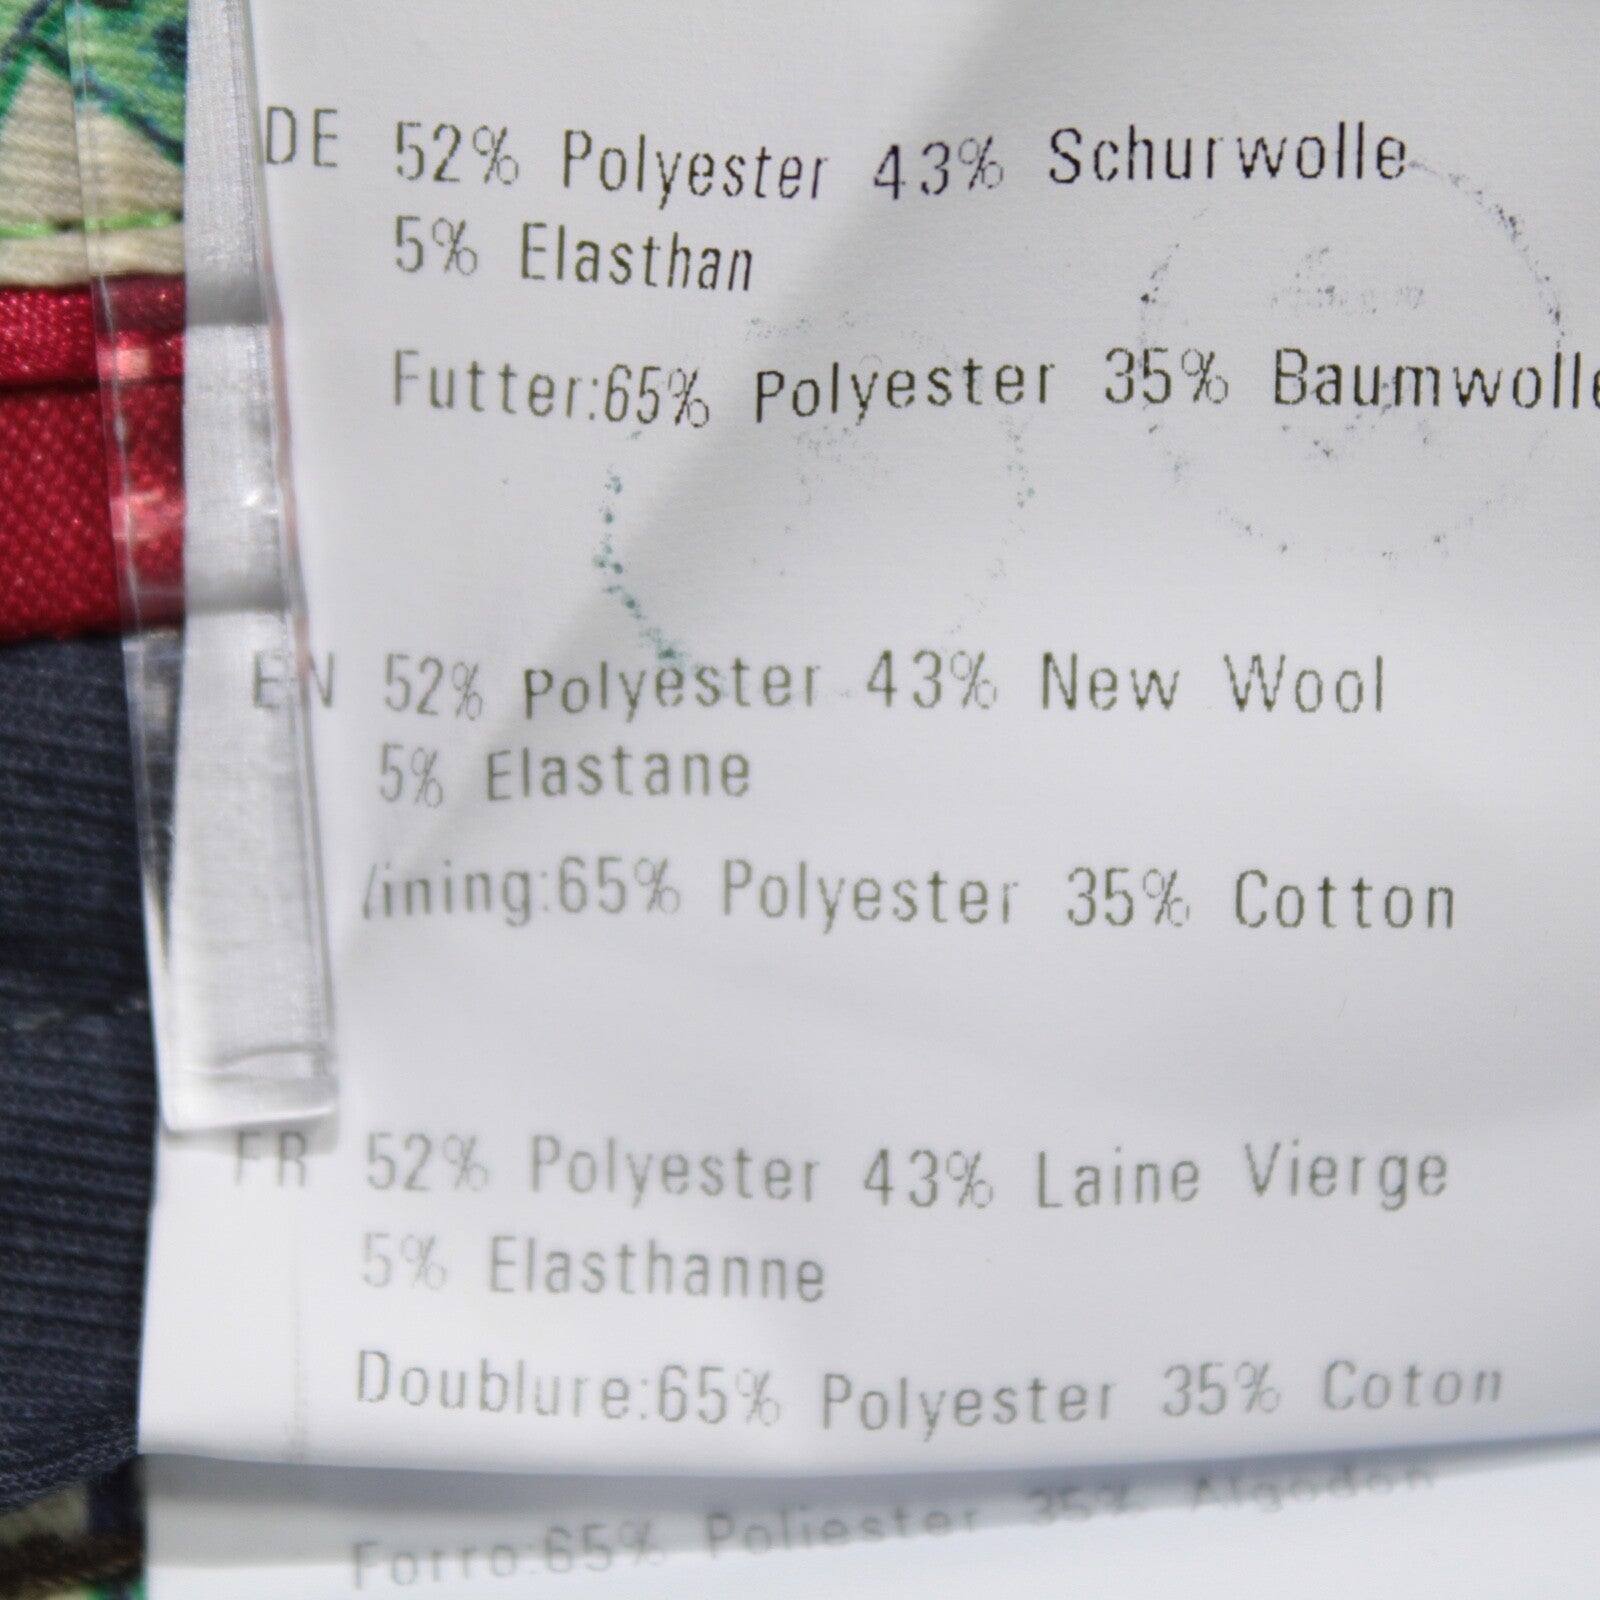 DE 52% Polyester 43% Schurwolle
5% Elasthan
Futter:65% Polyester 35% Baumwolle
EN 52% Polyester 43% New Wool
5% Elastane
lining:65% Polyester 35% Cotton
FR 52% Polyester 43% Laine Vierge
5% Elasthanne
Doublure:65% Polyester 35% Coton
Forro:65% Poliester 35% Algodon